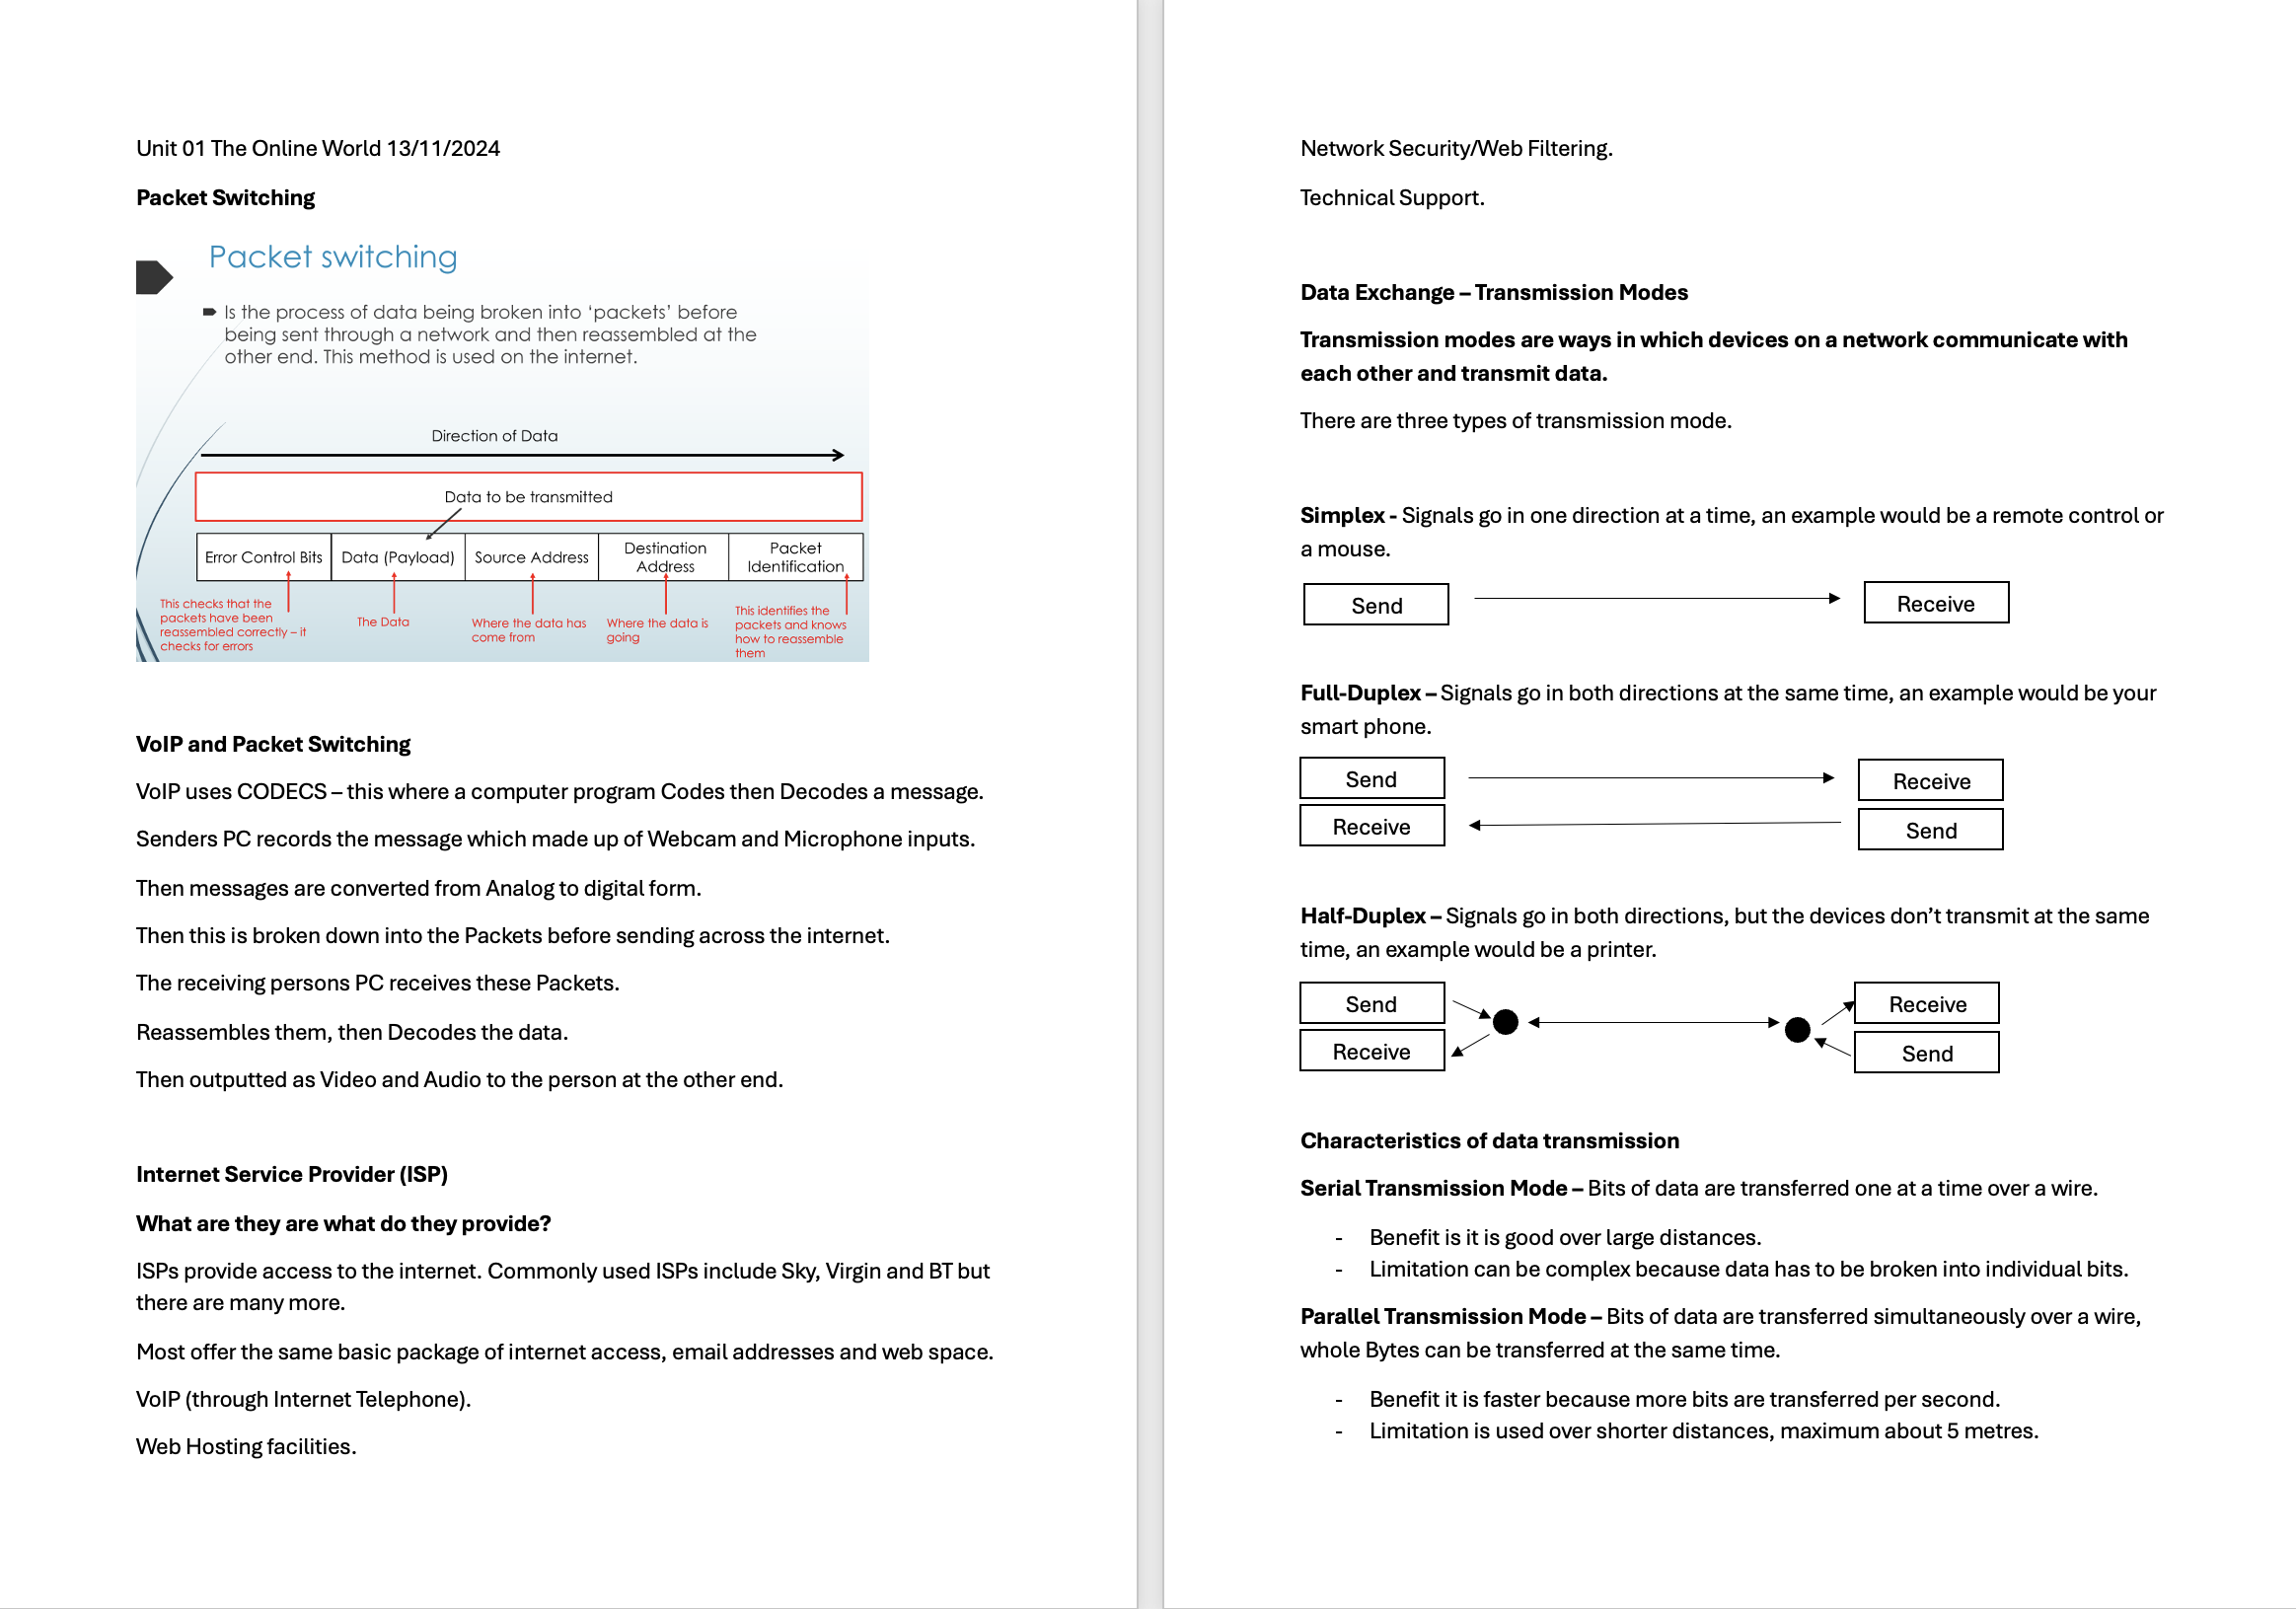 Unit 01 The Online World 13/11/2024
Packet Switching
Packet switching
Is the process of data being broken into ‘packets’ before
being sent through a network and then reassembled at the
other end. This method is used on the internet.
Direction of Data
Data to be transmitted
Error Control Bits
Data (Payload)
Source Address
Destination
Address
Packet
Identification
This checks that the
packets have been
reassembled correctly – it
checks for errors
The Data
Where the data has
come from
Where the data is
going
This identifies the
packets and knows
how to reassemble
them
VoIP and Packet Switching
VoIP uses CODECS – this where a computer program Codes then Decodes a message.
Senders PC records the message which made up of Webcam and Microphone inputs.
Then messages are converted from Analog to digital form.
Then this is broken down into the Packets before sending across the internet.
The receiving persons PC receives these Packets.
Reassembles them, then Decodes the data.
Then outputted as Video and Audio to the person at the other end.
Internet Service Provider (ISP)
What are they are what do they provide?
ISPs provide access to the internet. Commonly used ISPs include Sky, Virgin and BT but
there are many more.
Most offer the same basic package of internet access, email addresses and web space.
VoIP (through Internet Telephone).
Web Hosting facilities.
Network Security/Web Filtering.
Technical Support.
Data Exchange – Transmission Modes
Transmission modes are ways in which devices on a network communicate with
each other and transmit data.
There are three types of transmission mode.
Simplex - Signals go in one direction at a time, an example would be a remote control or
a mouse.
Send
Receive
Full-Duplex – Signals go in both directions at the same time, an example would be your
smart phone.
Send
Receive
Receive
Send
Half-Duplex – Signals go in both directions, but the devices don’t transmit at the same
time, an example would be a printer.
Send
Receive
Receive
Send
Characteristics of data transmission
Serial Transmission Mode – Bits of data are transferred one at a time over a wire.
- Benefit is it is good over large distances.
- Limitation can be complex because data has to be broken into individual bits.
Parallel Transmission Mode – Bits of data are transferred simultaneously over a wire,
whole Bytes can be transferred at the same time.
- Benefit it is faster because more bits are transferred per second.
- Limitation is used over shorter distances, maximum about 5 metres.